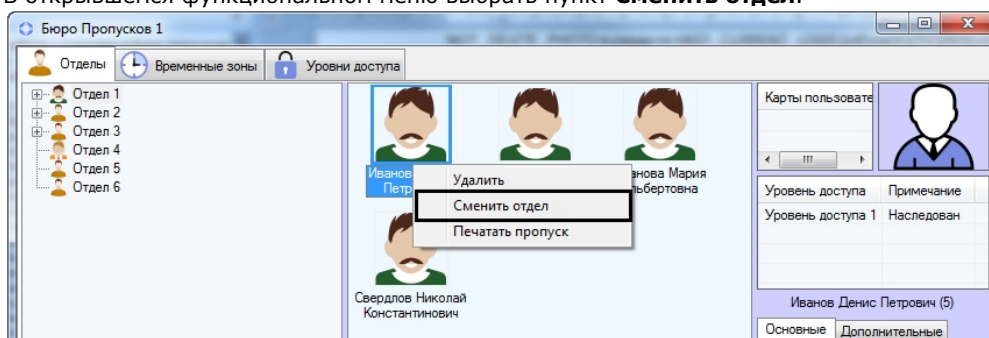 В открывшемся функциональном меню выбрать пункт Сменить отдел.
Бюро Пропусков 1
Отделы
Временные зоны
Уровни доступа
Отдел 1
Отдел 2
Отдел 3
Отдел 4
Отдел 5
Отдел 6
Иванов
Петр
Мария
Свердлов Николай
Константинович
Удалить
Сменить отдел
Печатать пропуск
Карты пользовате
Уровень доступа Примечание
Уровень доступа 1 Наследован
Иванов Денис Петрович (5)
Основные Дополнительные